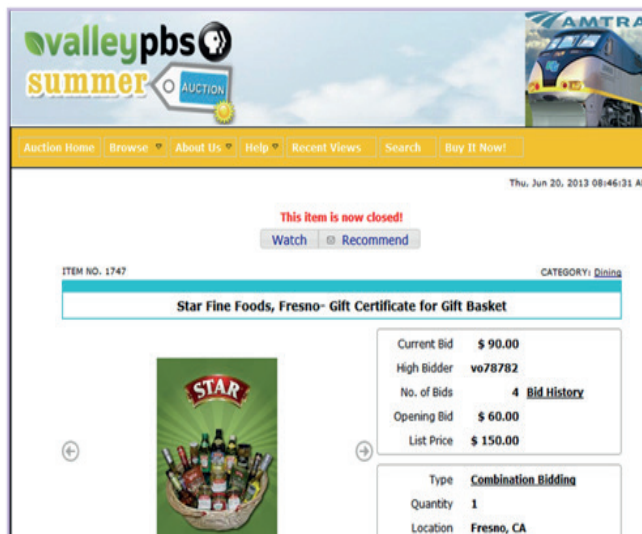 valleypbs
AMTRA
summer
AUCTION
Auction Home Browse About Us Help Recent Views Search Buy It Now!
Thu, Jun 20, 2013 08:46:31 A
This item is now closed!
Watch Recommend
ITEM NO. 1747 CATEGORY: Dining
Star Fine Foods, Fresno- Gift Certificate for Gift Basket
Current Bid $ 90.00
High Bidder vo78782
No. of Bids 4 Bid History
Opening Bid $ 60.00
List Price $ 150.00
STAR
Type Combination Bidding
Quantity 1
Location Fresno, CA